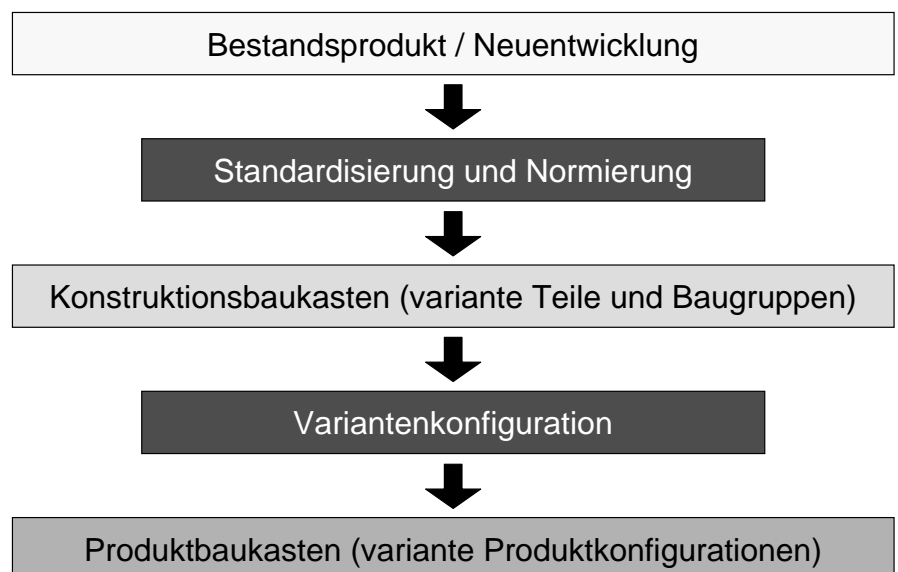 Bestandsprodukt / Neuentwicklung
Standardisierung und Normierung
Konstruktionsbaukasten (variante Teile und Baugruppen)
Variantenkonfiguration
Produktbaukasten (variante Produktkonfigurationen)